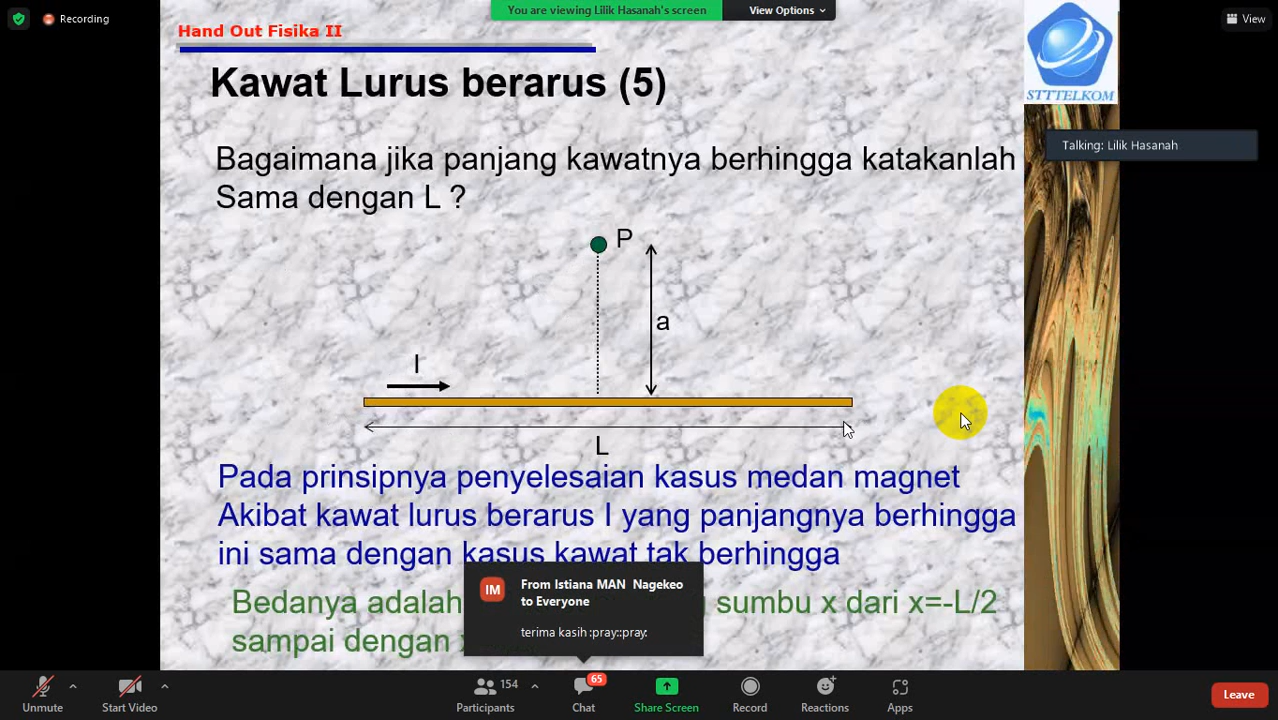 Recording
You are viewing Lilik Hasanah's screen
View Options
View
Hand Out Fisika II
Kawat Lurus berarus (5)
STTTELKOM
Talking: Lilik Hasanah
Bagaimana jika panjang kawatnya berhingga katakanlah
Sama dengan L ?
P
a
I
L
Pada prinsipnya penyelesaian kasus medan magnet
Akibat kawat lurus berarus I yang panjangnya berhingga
ini sama dengan kasus kawat tak berhingga
Bedanya adalah sumbu x dari x=-L/2
sampai dengan
IM
From Istiana MAN Nagekeo
to Everyone
terima kasih :pray::pray:
Unmute
Start Video
154
Participants
65
Chat
Share Screen
Record
Reactions
Apps
Leave